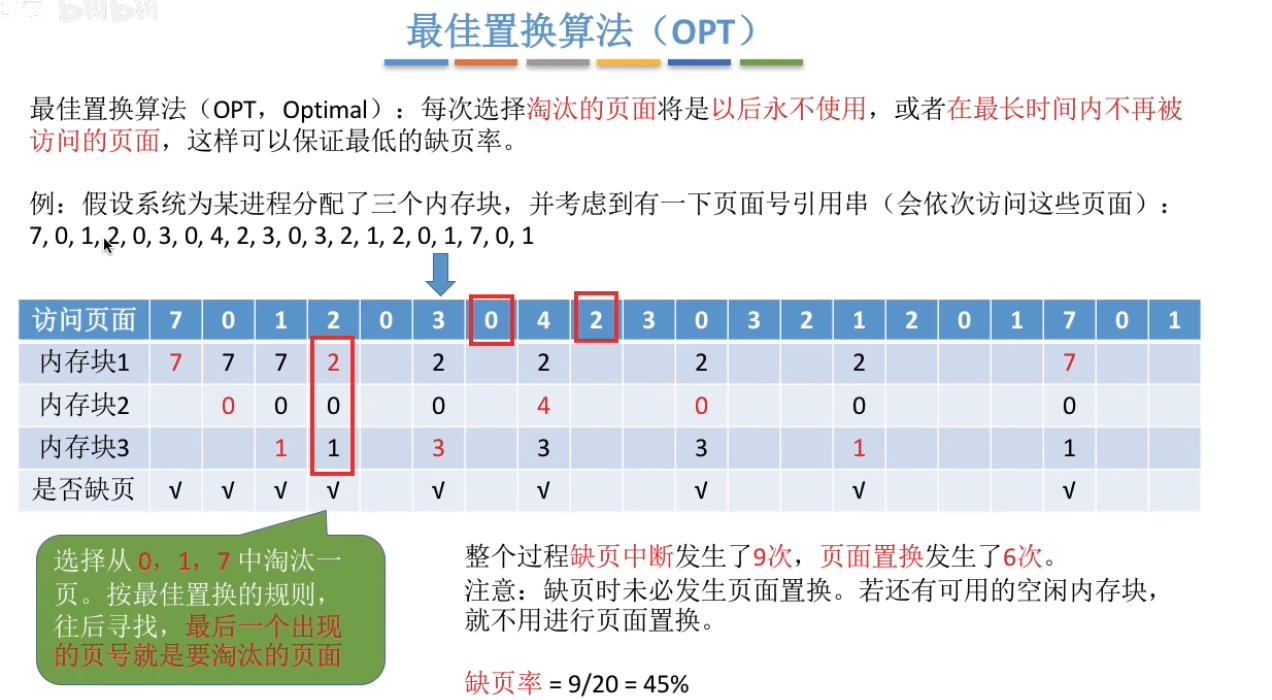 最佳置换算法（OPT）
最佳置换算法（OPT，Optimal）：每次选择淘汰的页面将是以后永不使用，或者在最长时间内不再被
访问的页面，这样可以保证最低的缺页率。
例：假设系统为某进程分配了三个内存块，并考虑到有一下页面号引用串（会依次访问这些页面）：
7, 0, 1, 2, 0, 3, 0, 4, 2, 3, 0, 3, 2, 1, 2, 0, 1, 7, 0, 1
访问页面 7 0 1 2 0 3 0 4 2 3 0 3 2 1 2 0 1 7 0 1
内存块1 7 7 7 2 2 2 2 2 7
内存块2 0 0 0 0 4 0 0 0
内存块3 1 1 3 3 3 1 1
是否缺页 √ √ √ √ √ √ √ √ √
选择从 0，1，7 中淘汰一
页。按最佳置换的规则，
往后寻找，最后一个出现
的页号就是要淘汰的页面
整个过程缺页中断发生了9次，页面置换发生了6次。
注意：缺页时未必发生页面置换。若还有可用的空闲内存块，
就不用进行页面置换。
缺页率 = 9/20 = 45%